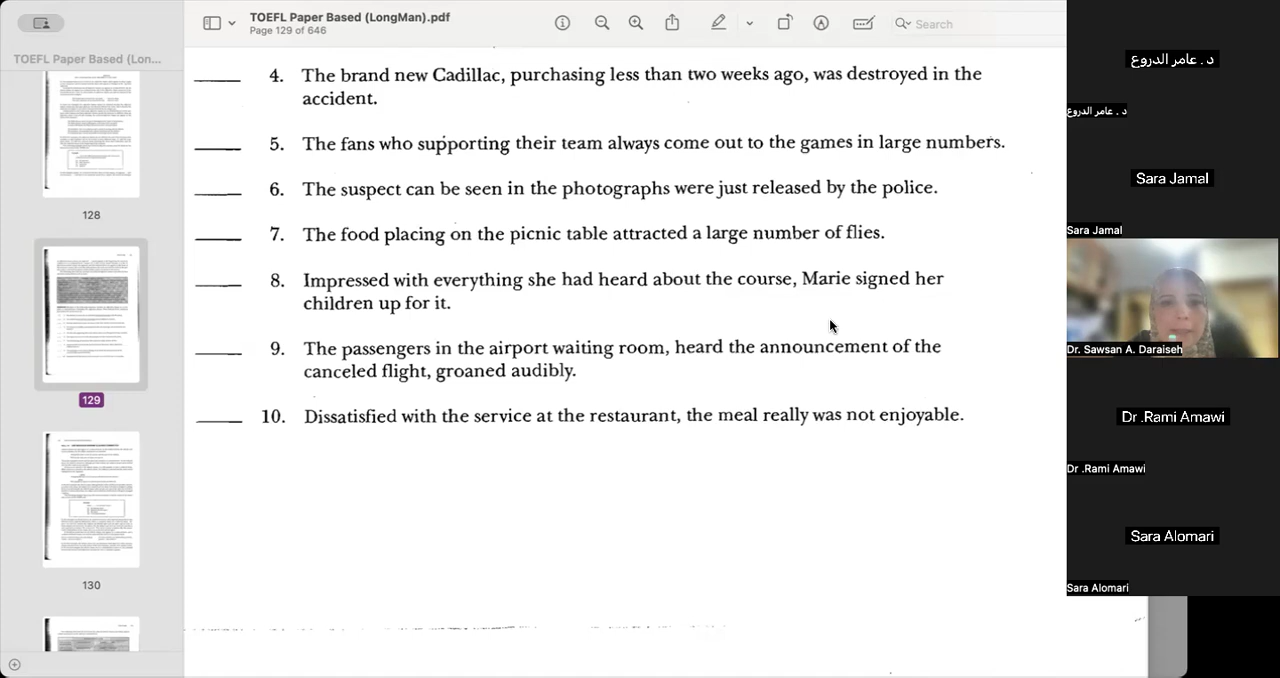 TOEFL Paper Based (LongMan).pdf
Page 129 of 646
Search
TOEFL Paper Based (Lon...
128
129
130
4. The brand new Cadillac, purchasing less than two weeks ago, was destroyed in the
accident.
5. The fans who supporting their team always come out to the games in large numbers.
6. The suspect can be seen in the photographs were just released by the police.
7. The food placing on the picnic table attracted a large number of flies.
8. Impressed with everything she had heard about the course, Marie signed her
children up for it.
9. The passengers in the airport waiting room, heard the announcement of the
canceled flight, groaned audibly.
10. Dissatisfied with the service at the restaurant, the meal really was not enjoyable.
د . عامر الدروع
د . عامر الدروع
Sara Jamal
Sara Jamal
Dr. Sawsan A. Daraiseh
Dr .Rami Amawi
Dr .Rami Amawi
Sara Alomari
Sara Alomari